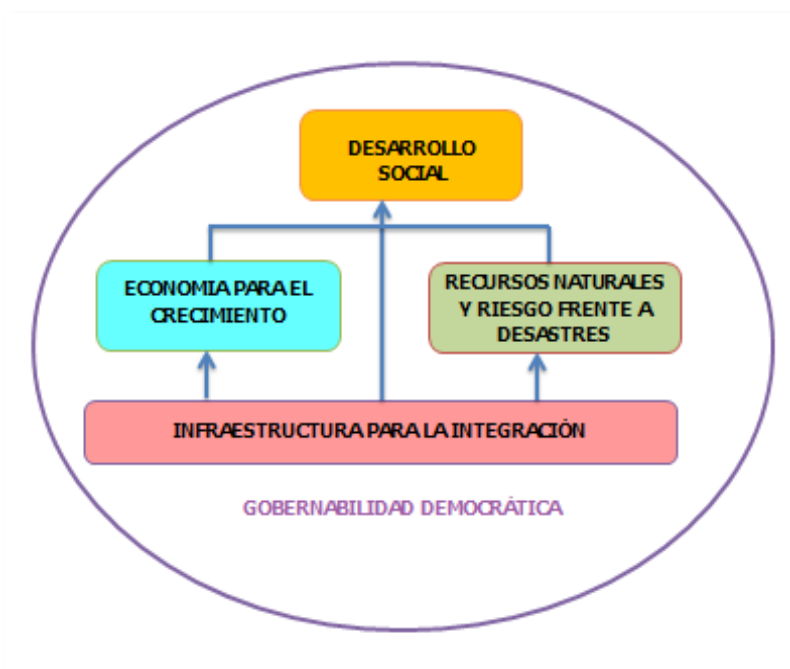 DESARROLLO
SOCIAL
ECONOMIA PARA EL
CRECIMIENTO
RECURSOS NATURALES
Y RIESGO FRENTE A
DESASTRES
INFRAESTRUCTURA PARA LA INTEGRACIÓN
GOBERNABILIDAD DEMOCRÁTICA